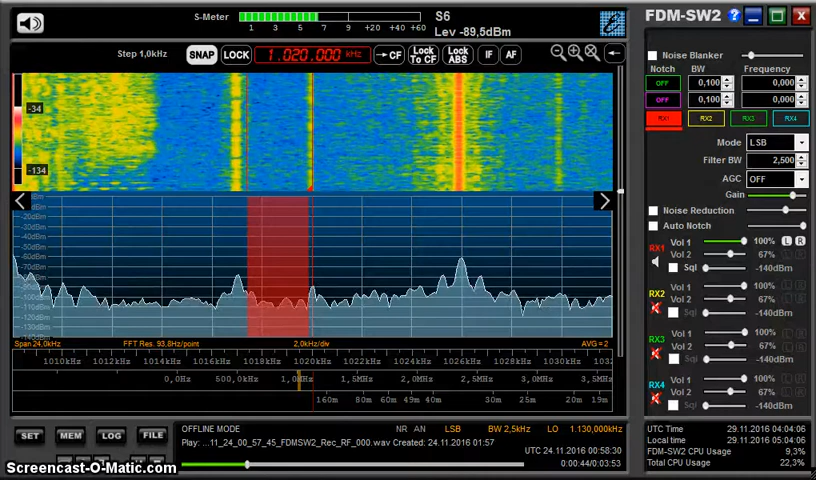 S-Meter
1 3 5 7 9 +20 +40 +60
S6
Lev -89,5dBm
FDM-SW2
Step 1,0kHz
SNAP
LOCK
1.020.000 kHz
→CF
Lock To CF
Lock ABS
IF
AF
Noise Blanker
Notch BW Frequency
OFF 0,100 0,000
OFF 0,100 0,000
RX1 RX2 RX3 RX4
Mode LSB
Filter BW 2,500
AGC OFF
Gain
Noise Reduction
Auto Notch
-34
-134
RX1 Vol 1 100% L R
Vol 2 67%
Sql -140dBm
RX2 Vol 1 100% L R
Vol 2 67%
Sql -140dBm
RX3 Vol 1 100% L R
Vol 2 67%
Sql -140dBm
RX4 Vol 1 100% L R
Vol 2 67%
Sql -140dBm
Span 24,0kHz FFT Res. 93,8Hz/point 2,0kHz/div AVG=2
1010kHz 1012kHz 1014kHz 1016kHz 1018kHz 1020kHz 1022kHz 1024kHz 1026kHz 1028kHz 1030kHz 1032
0,0Hz 500,0kHz 1,0MHz 1,5MHz 2,0MHz 2,5MHz 3,0MHz 3,5MHz
160m 80m 60m 49m 40m 30m 25m 20m 19m
SET MEM LOG FILE
OFFLINE MODE NR AN LSB BW 2,5kHz LO 1.130,000 kHz
Play: ...11_24_00_57_45_FDMSW2_Rec_RF_000.wav Created: 24.11.2016 01:57
UTC 24.11.2016 00:58:30
0:00:44/0:03:53
UTC Time 29.11.2016 04:04:06
Local time 29.11.2016 05:04:06
FDM-SW2 CPU Usage 9,3%
Total CPU Usage 22,3%
Screencast-O-Matic.com